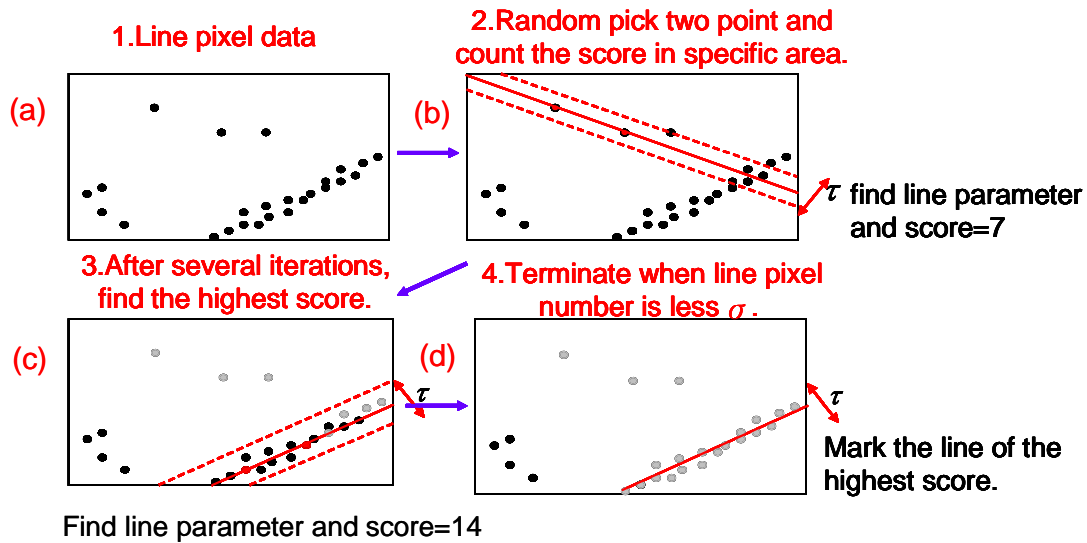 1.Line pixel data
2.Random pick two point and
count the score in specific area.
(a)
(b)
τ find line parameter
and score=7
3.After several iterations,
find the highest score.
4.Terminate when line pixel
number is less σ.
(c)
τ
(d)
τ
Mark the line of the
highest score.
Find line parameter and score=14